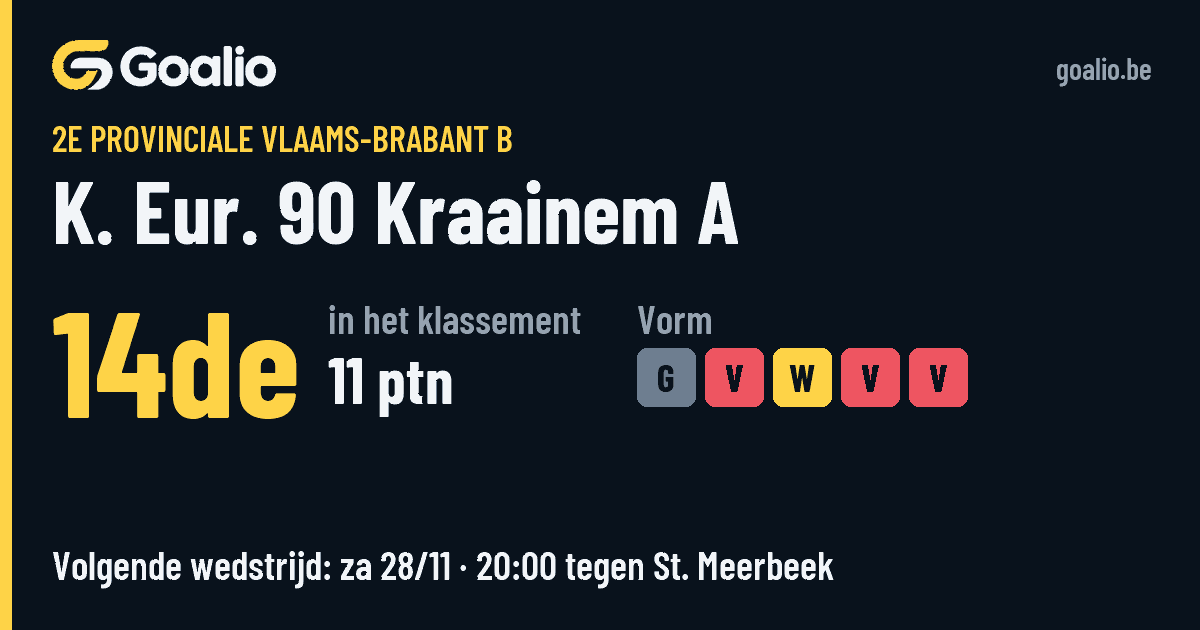 Goalio
goalio.be
2E PROVINCIALE VLAAMS-BRABANT B
K. Eur. 90 Kraainem A
14de
in het klassement
11 ptn
Vorm
G V W V V
Volgende wedstrijd: za 28/11 · 20:00 tegen St. Meerbeek